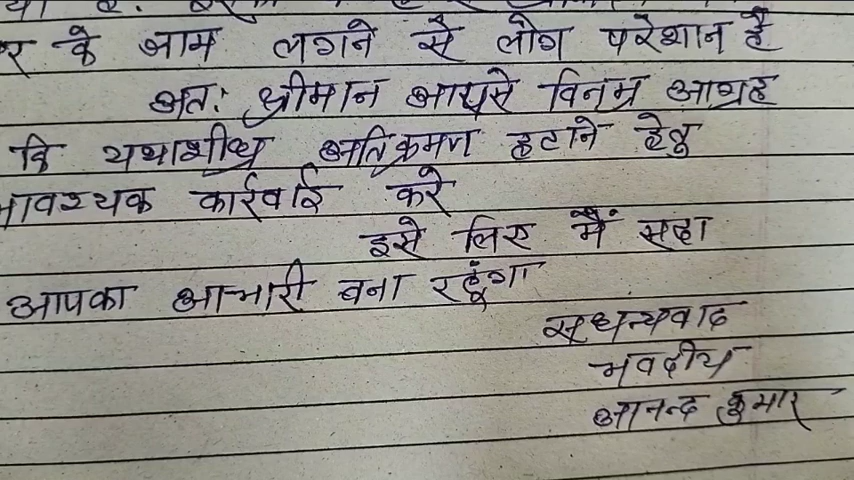 र के जाम लगने से लोग परेशान है
अत: श्रीमान आपसे विनम्र आग्रह
कि यथाशीघ्र अतिक्रमण हटाने हेतु
आवश्यक कार्रवाई करे
इसे लिए मैं सदा
आपका आभारी बना रहूंगा
सधन्यवाद
भवदीय
आनन्द कुमार